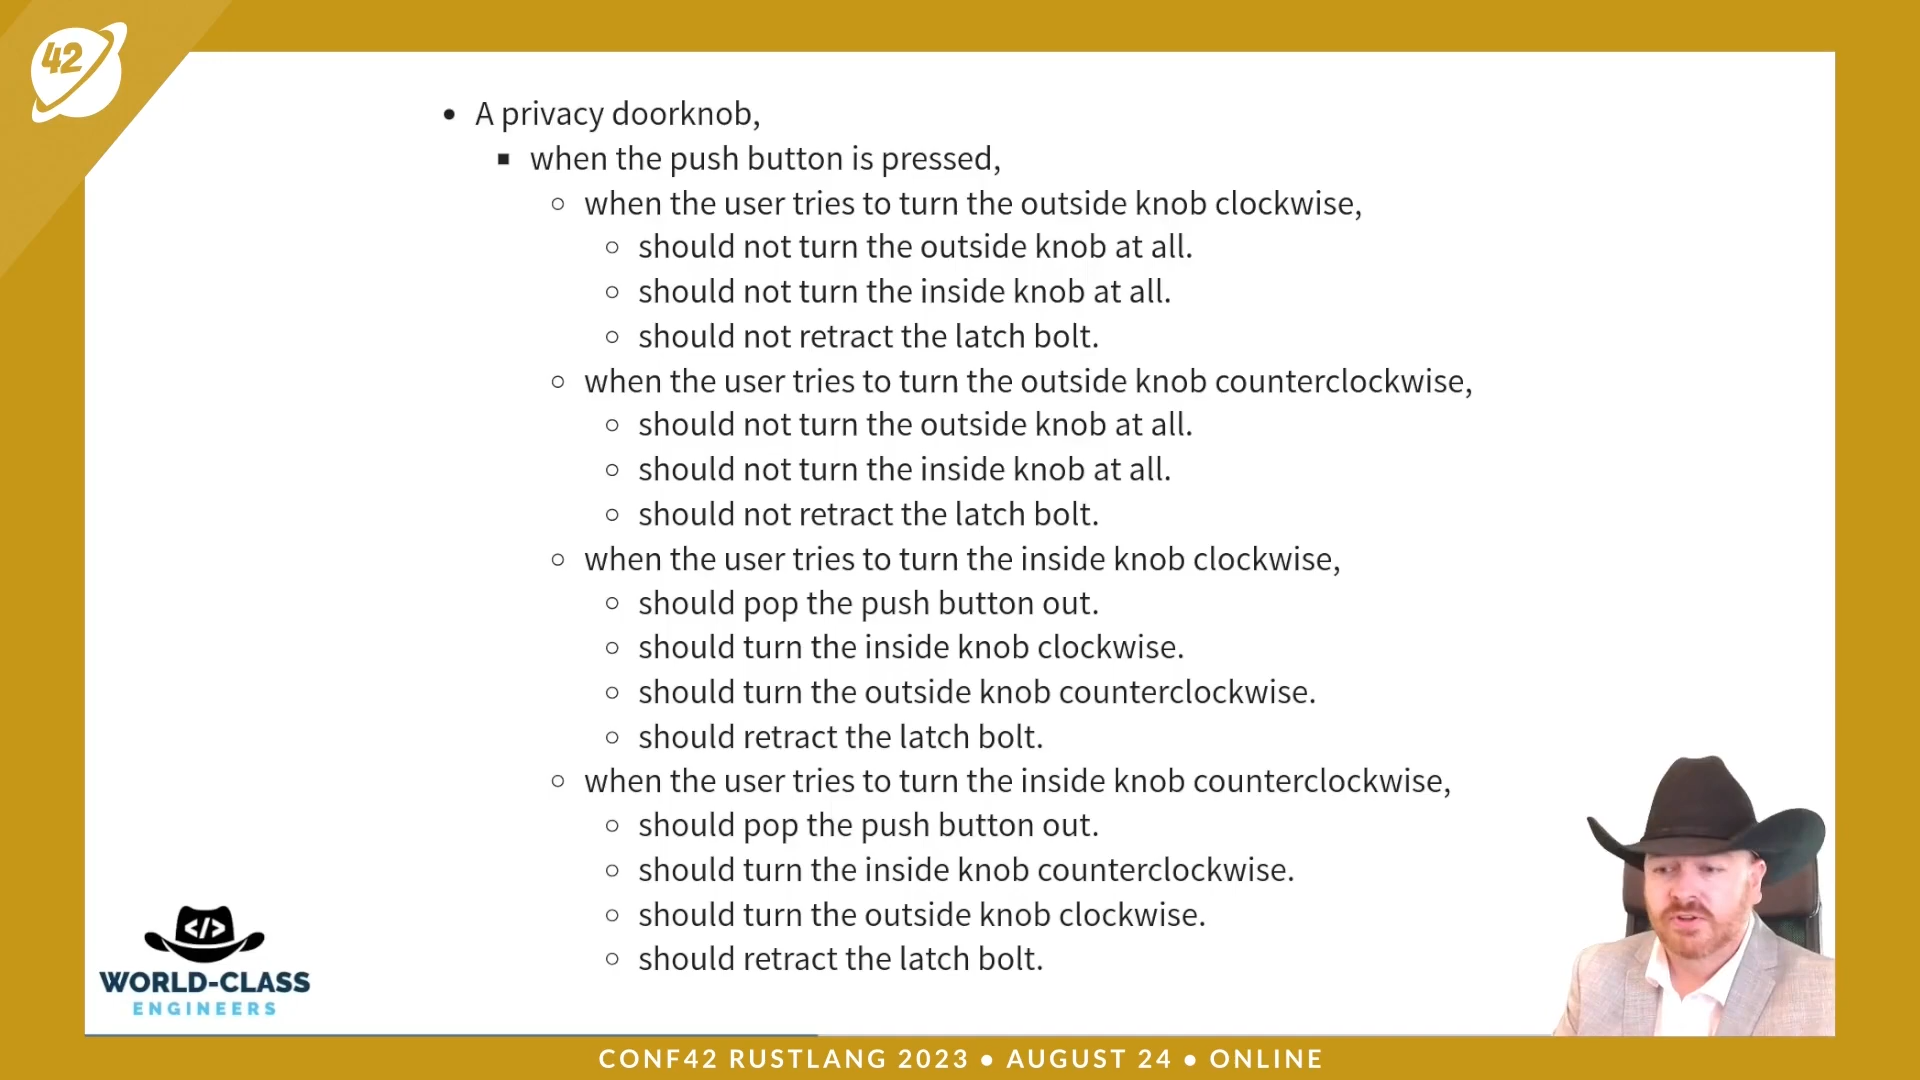 42
• A privacy doorknob,
▪ when the push button is pressed,
○ when the user tries to turn the outside knob clockwise,
○ should not turn the outside knob at all.
○ should not turn the inside knob at all.
○ should not retract the latch bolt.
○ when the user tries to turn the outside knob counterclockwise,
○ should not turn the outside knob at all.
○ should not turn the inside knob at all.
○ should not retract the latch bolt.
○ when the user tries to turn the inside knob clockwise,
○ should pop the push button out.
○ should turn the inside knob clockwise.
○ should turn the outside knob counterclockwise.
○ should retract the latch bolt.
○ when the user tries to turn the inside knob counterclockwise,
○ should pop the push button out.
○ should turn the inside knob counterclockwise.
○ should turn the outside knob clockwise.
○ should retract the latch bolt.
</>
WORLD-CLASS
ENGINEERS
CONF42 RUSTLANG 2023 • AUGUST 24 • ONLINE